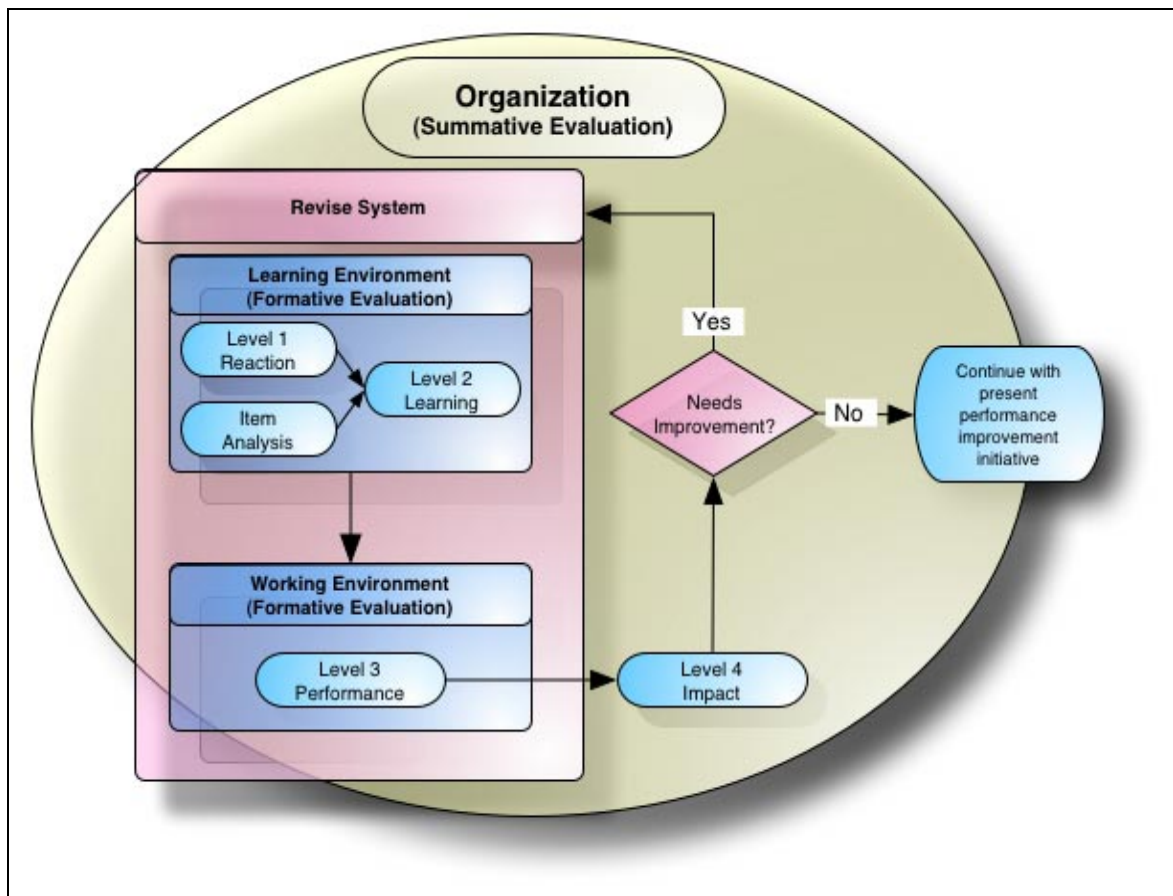 Organization
(Summative Evaluation)
Revise System
Learning Environment
(Formative Evaluation)
Level 1
Reaction
Level 2
Learning
Item
Analysis
Working Environment
(Formative Evaluation)
Level 3
Performance
Level 4
Impact
Needs
Improvement?
Yes
No
Continue with
present
performance
improvement
initiative